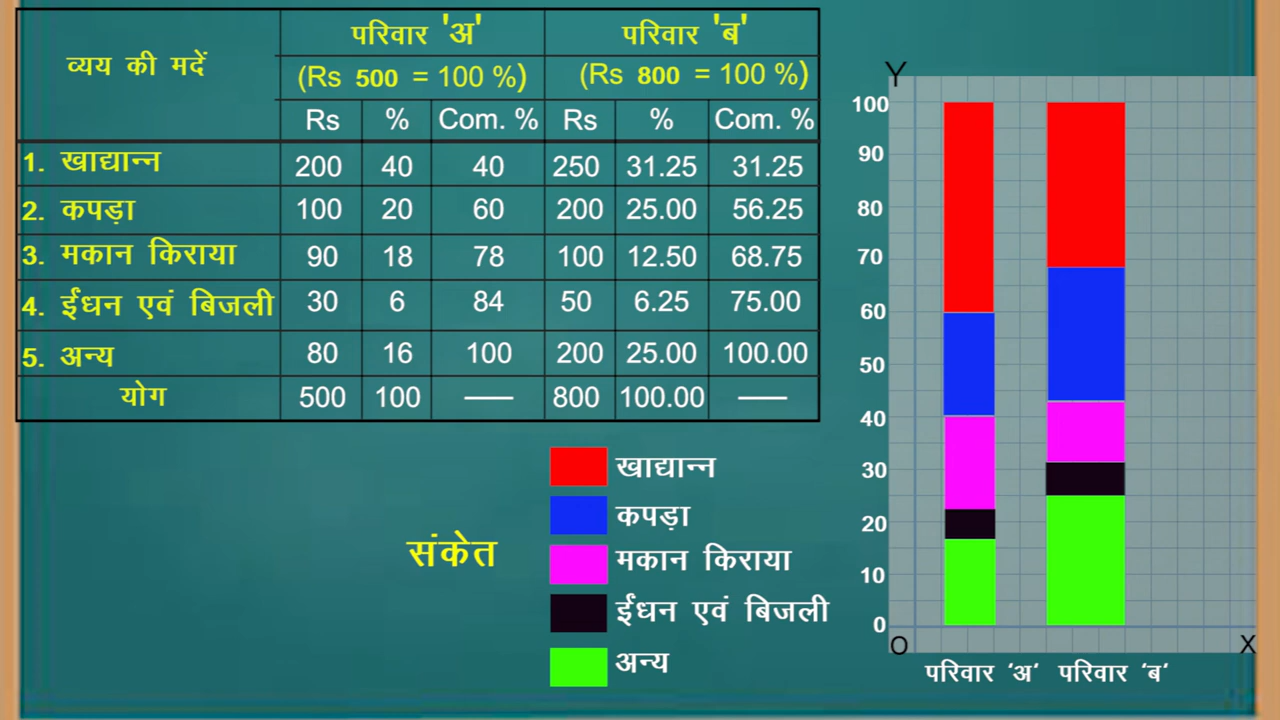 व्यय की मदें परिवार 'अ' परिवार 'ब'
(Rs 500 = 100 %) (Rs 800 = 100 %)
Rs % Com. % Rs % Com. %
1. खाद्यान्न 200 40 40 250 31.25 31.25
2. कपड़ा 100 20 60 200 25.00 56.25
3. मकान किराया 90 18 78 100 12.50 68.75
4. ईंधन एवं बिजली 30 6 84 50 6.25 75.00
5. अन्य 80 16 100 200 25.00 100.00
योग 500 100 — 800 100.00 —
संकेत
खाद्यान्न
कपड़ा
मकान किराया
ईंधन एवं बिजली
अन्य
Y
100
90
80
70
60
50
40
30
20
10
0
O X
परिवार 'अ' परिवार 'ब'